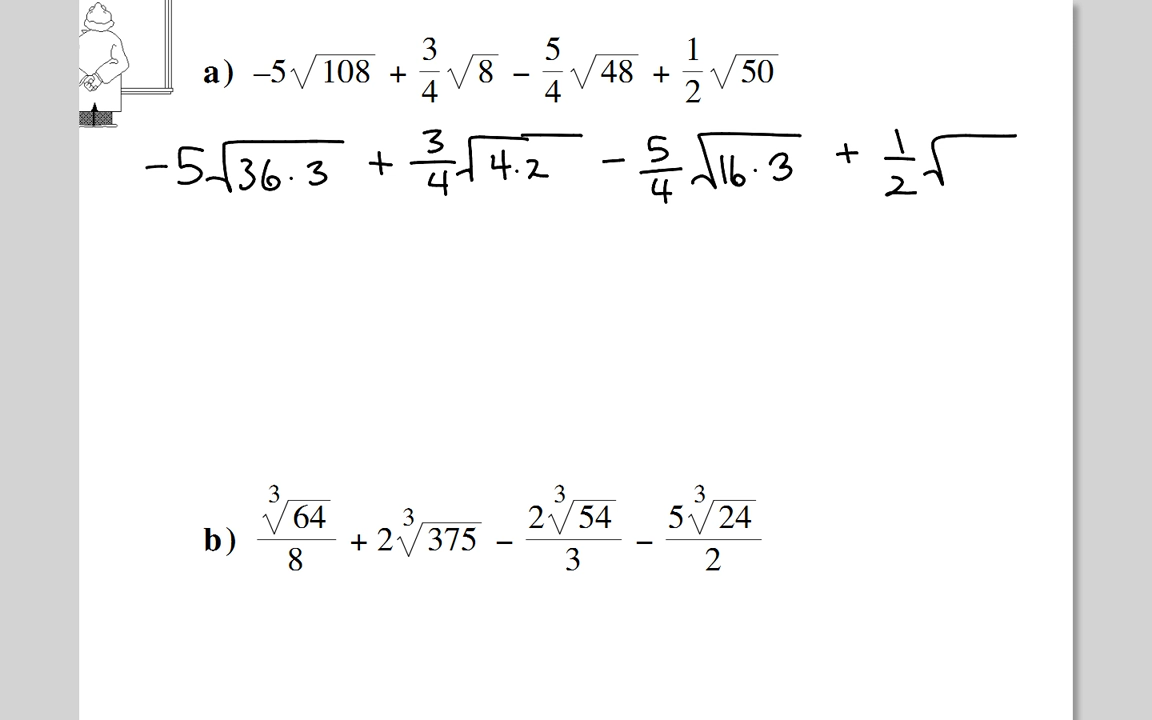 a) –5√108 + 3/4 √8 – 5/4 √48 + 1/2 √50
-5√36·3 + 3/4 √4·2 - 5/4 √16·3 + 1/2 √
b) ∛64/8 + 2∛375 – 2∛54/3 – 5∛24/2